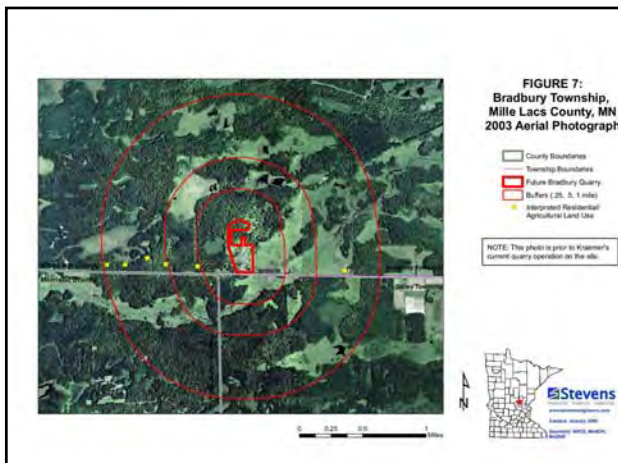 FIGURE 7:
Bradbury Township,
Mille Lacs County, MN
2003 Aerial Photograph
County Boundaries
Township Boundaries
Future Bradbury Quarry
Buffers (.25, .5, 1 mile)
Interpreted Residential/
Agricultural Land Use
NOTE: This photo is prior to Kraemer's
current quarry operation on the site.
0 0.25 0.5 1
Miles
Stevens